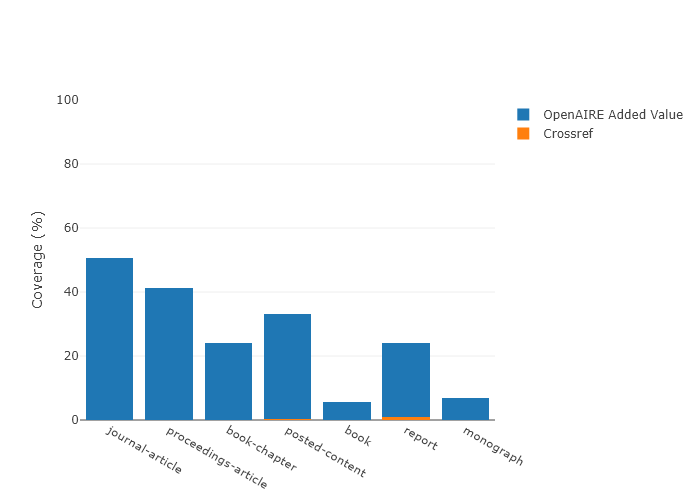 100
80
60
40
20
0
Coverage (%)
journal-article
proceedings-article
book-chapter
posted-content
book
report
monograph
OpenAIRE Added Value
Crossref